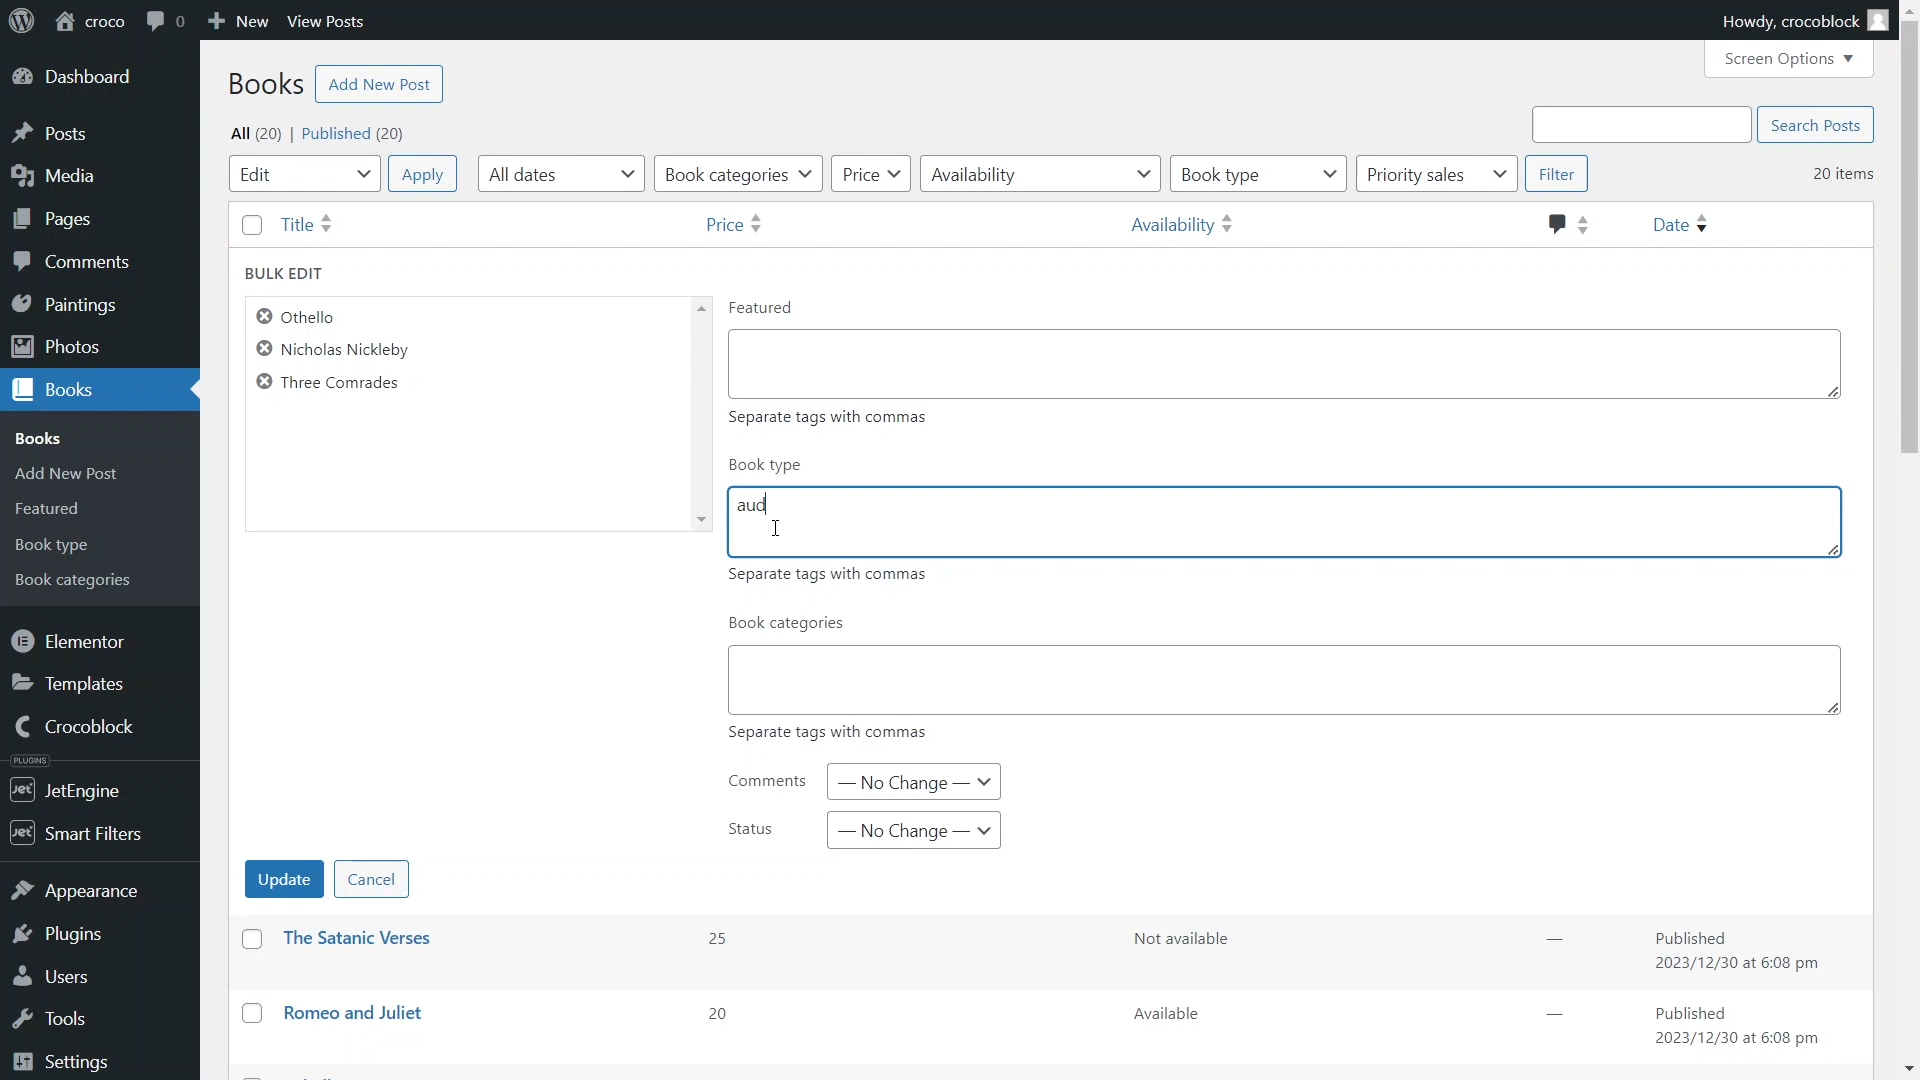 croco 0 New View Posts Howdy, crocoblock
Screen Options
Dashboard
Posts
Media
Pages
Comments
Paintings
Photos
Books
Books
Add New Post
Featured
Book type
Book categories
Elementor
Templates
Crocoblock
PLUGINS
Jet JetEngine
Jet Smart Filters
Appearance
Plugins
Users
Tools
Settings
Books Add New Post
All (20) | Published (20)
Search Posts
Edit Apply All dates Book categories Price Availability Book type Priority sales Filter 20 items
Title Price Availability Date
BULK EDIT
Othello
Nicholas Nickleby
Three Comrades
Featured
Separate tags with commas
Book type
aud
Separate tags with commas
Book categories
Separate tags with commas
Comments — No Change —
Status — No Change —
Update Cancel
The Satanic Verses 25 Not available — Published
2023/12/30 at 6:08 pm
Romeo and Juliet 20 Available — Published
2023/12/30 at 6:08 pm